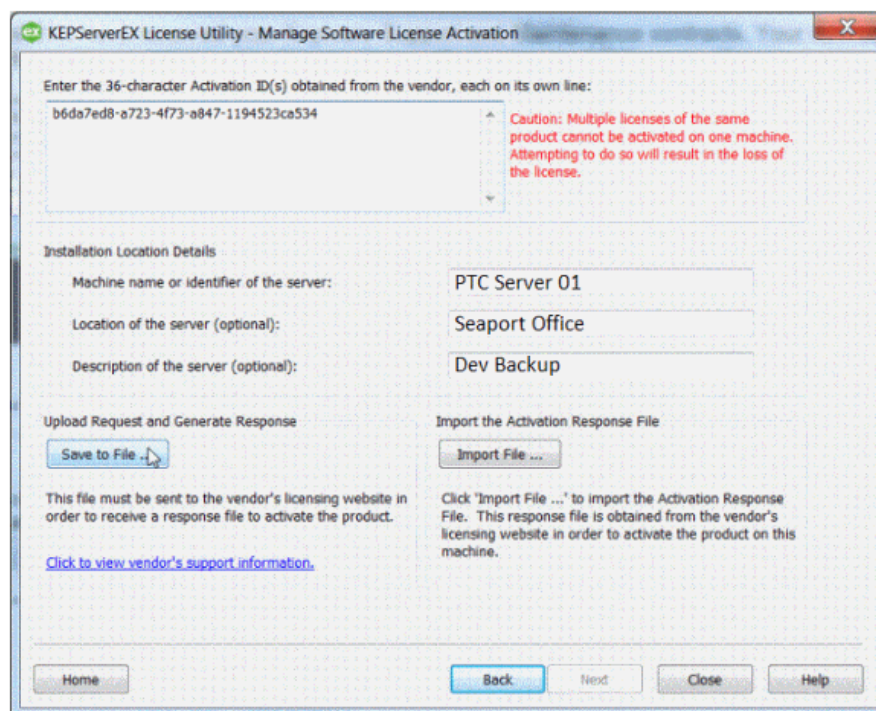 ex KEPServerEX License Utility - Manage Software License Activation
Enter the 36-character Activation ID(s) obtained from the vendor, each on its own line:
b6da7ed8-a723-4f73-a847-1194523ca534
Caution: Multiple licenses of the same
product cannot be activated on one machine.
Attempting to do so will result in the loss of
the license.
Installation Location Details
Machine name or identifier of the server: PTC Server 01
Location of the server (optional): Seaport Office
Description of the server (optional): Dev Backup
Upload Request and Generate Response
Save to File ...
This file must be sent to the vendor's licensing website in
order to receive a response file to activate the product.
Click to view vendor's support information.
Import the Activation Response File
Import File ...
Click 'Import File ...' to import the Activation Response
File. This response file is obtained from the vendor's
licensing website in order to activate the product on this
machine.
Home Back Next Close Help